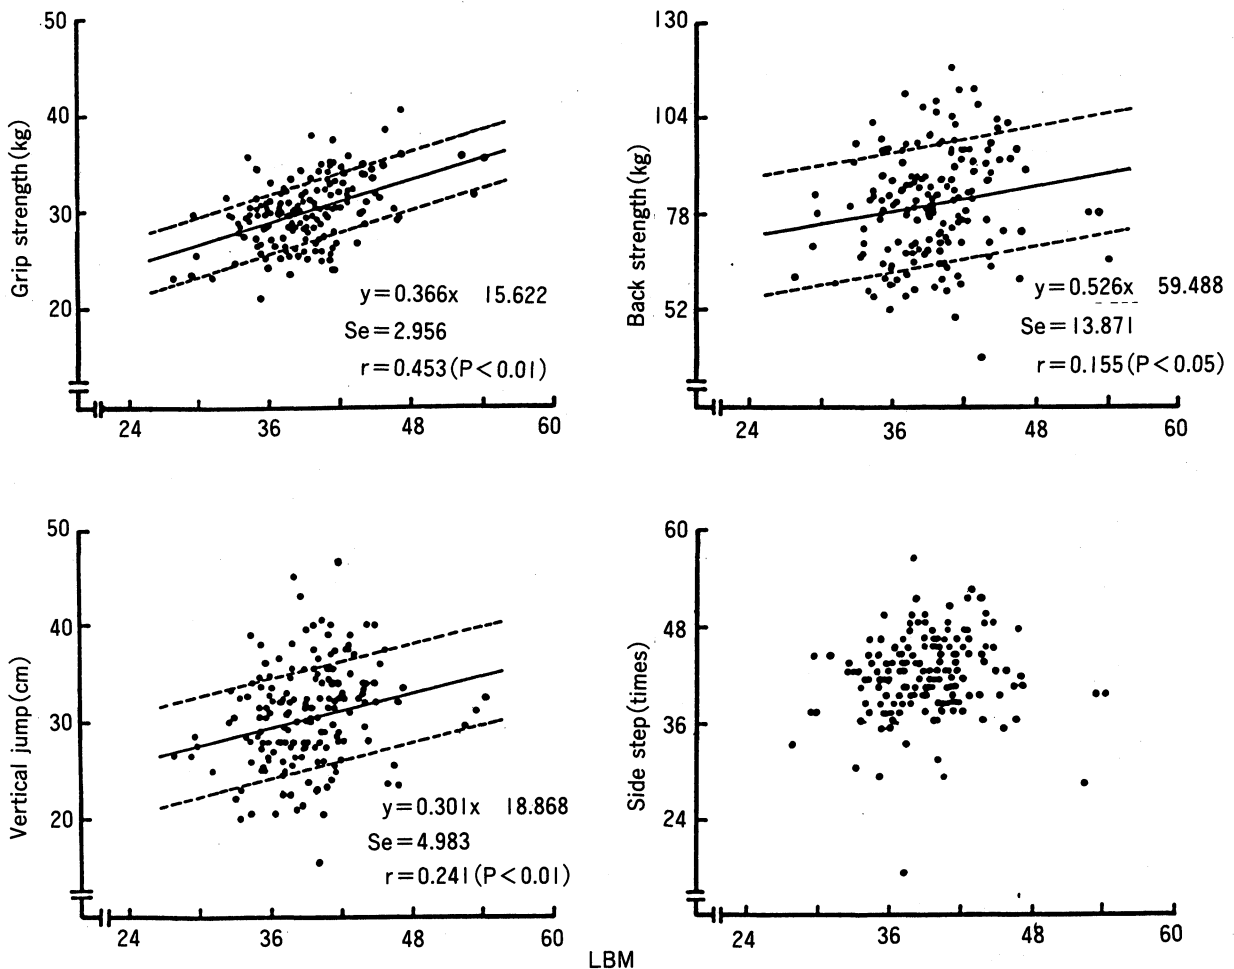 50
40
30
20
Grip strength(kg)
y=0.366x 15.622
Se=2.956
r=0.453(P<0.01)
24 36 48 60
130
104
78
52
Back strength(kg)
y=0.526x 59.488
Se=13.871
r=0.155(P<0.05)
24 36 48 60
50
40
30
20
Vertical jump(cm)
y=0.301x 18.868
Se=4.983
r=0.241(P<0.01)
24 36 48 60
60
48
36
24
Side step(times)
24 36 48 60
LBM